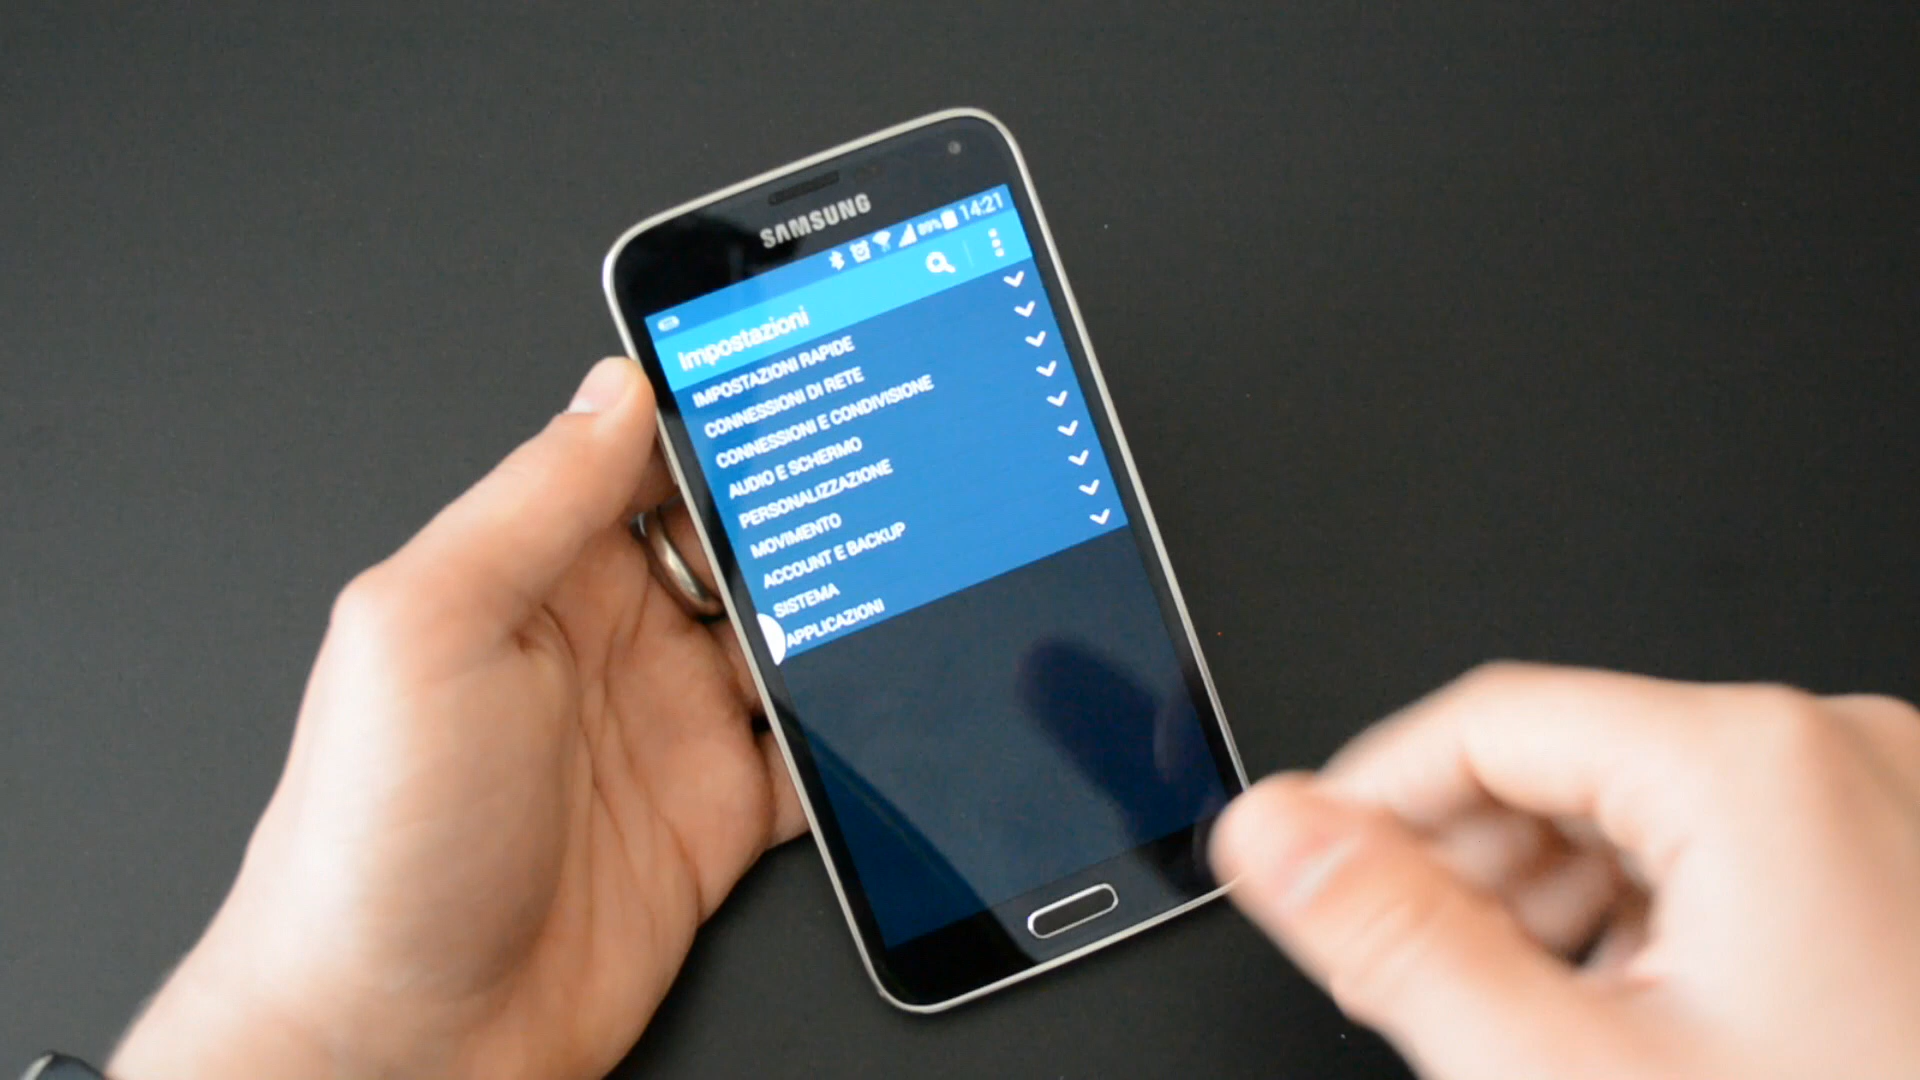 SAMSUNG
89% 14:21
Impostazioni
IMPOSTAZIONI RAPIDE
CONNESSIONI DI RETE
CONNESSIONI E CONDIVISIONE
AUDIO E SCHERMO
PERSONALIZZAZIONE
MOVIMENTO
ACCOUNT E BACKUP
SISTEMA
APPLICAZIONI